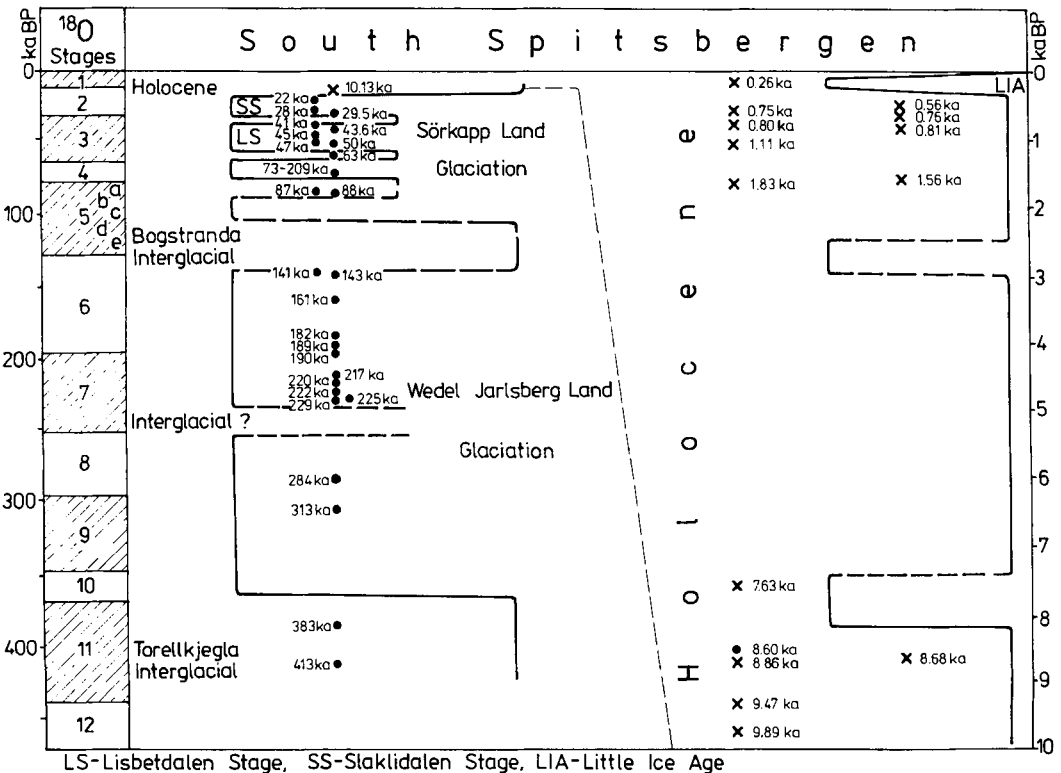 ka BP
18O
Stages
South Spitsbergen
ka BP
0
100
200
300
400
1
2
3
4
5
a
b
c
d
e
6
7
8
9
10
11
12
Holocene
10.13 ka
22 ka
SS
28 ka
29.5 ka
41 ka
43.6 ka
LS
45 ka
47 ka
50 ka
63 ka
Sörkapp Land
Glaciation
73-209 ka
87 ka
88 ka
Bogstranda
Interglacial
141 ka
143 ka
161 ka
182 ka
189 ka
190 ka
217 ka
220 ka
222 ka
225 ka
229 ka
Wedel Jarlsberg Land
Interglacial ?
Glaciation
284 ka
313 ka
383 ka
Torellkjegla
Interglacial
413 ka
Holocene
0.26 ka
0.75 ka
0.80 ka
1.11 ka
1.83 ka
7.63 ka
8.60 ka
8.86 ka
9.47 ka
9.89 ka
0.56 ka
0.76 ka
0.81 ka
1.56 ka
8.68 ka
LIA
0
1
2
3
4
5
6
7
8
9
10
LS-Lisbetdalen Stage, SS-Slaklidalen Stage, LIA-Little Ice Age